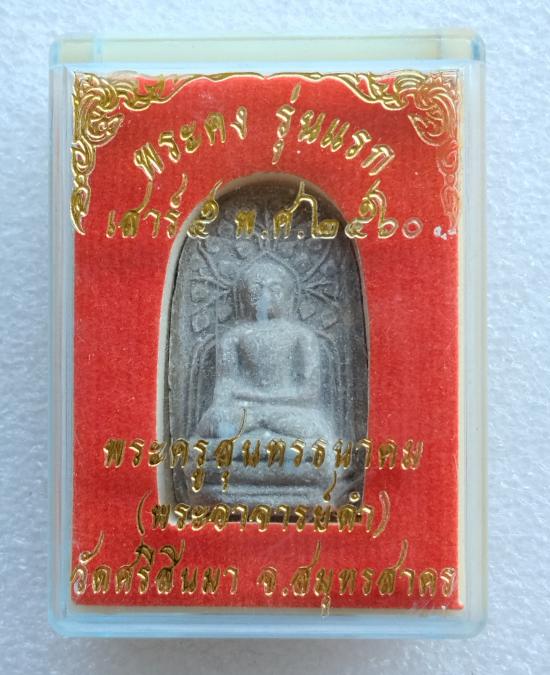 พระคง รุ่นแรก
เสาร์ ๕ พ.ศ.๒๕๖๐
พระครูสุนทรธนาคม
(พระอาจารย์ดำ)
วัดศรีสินมา จ.สมุทรสาคร